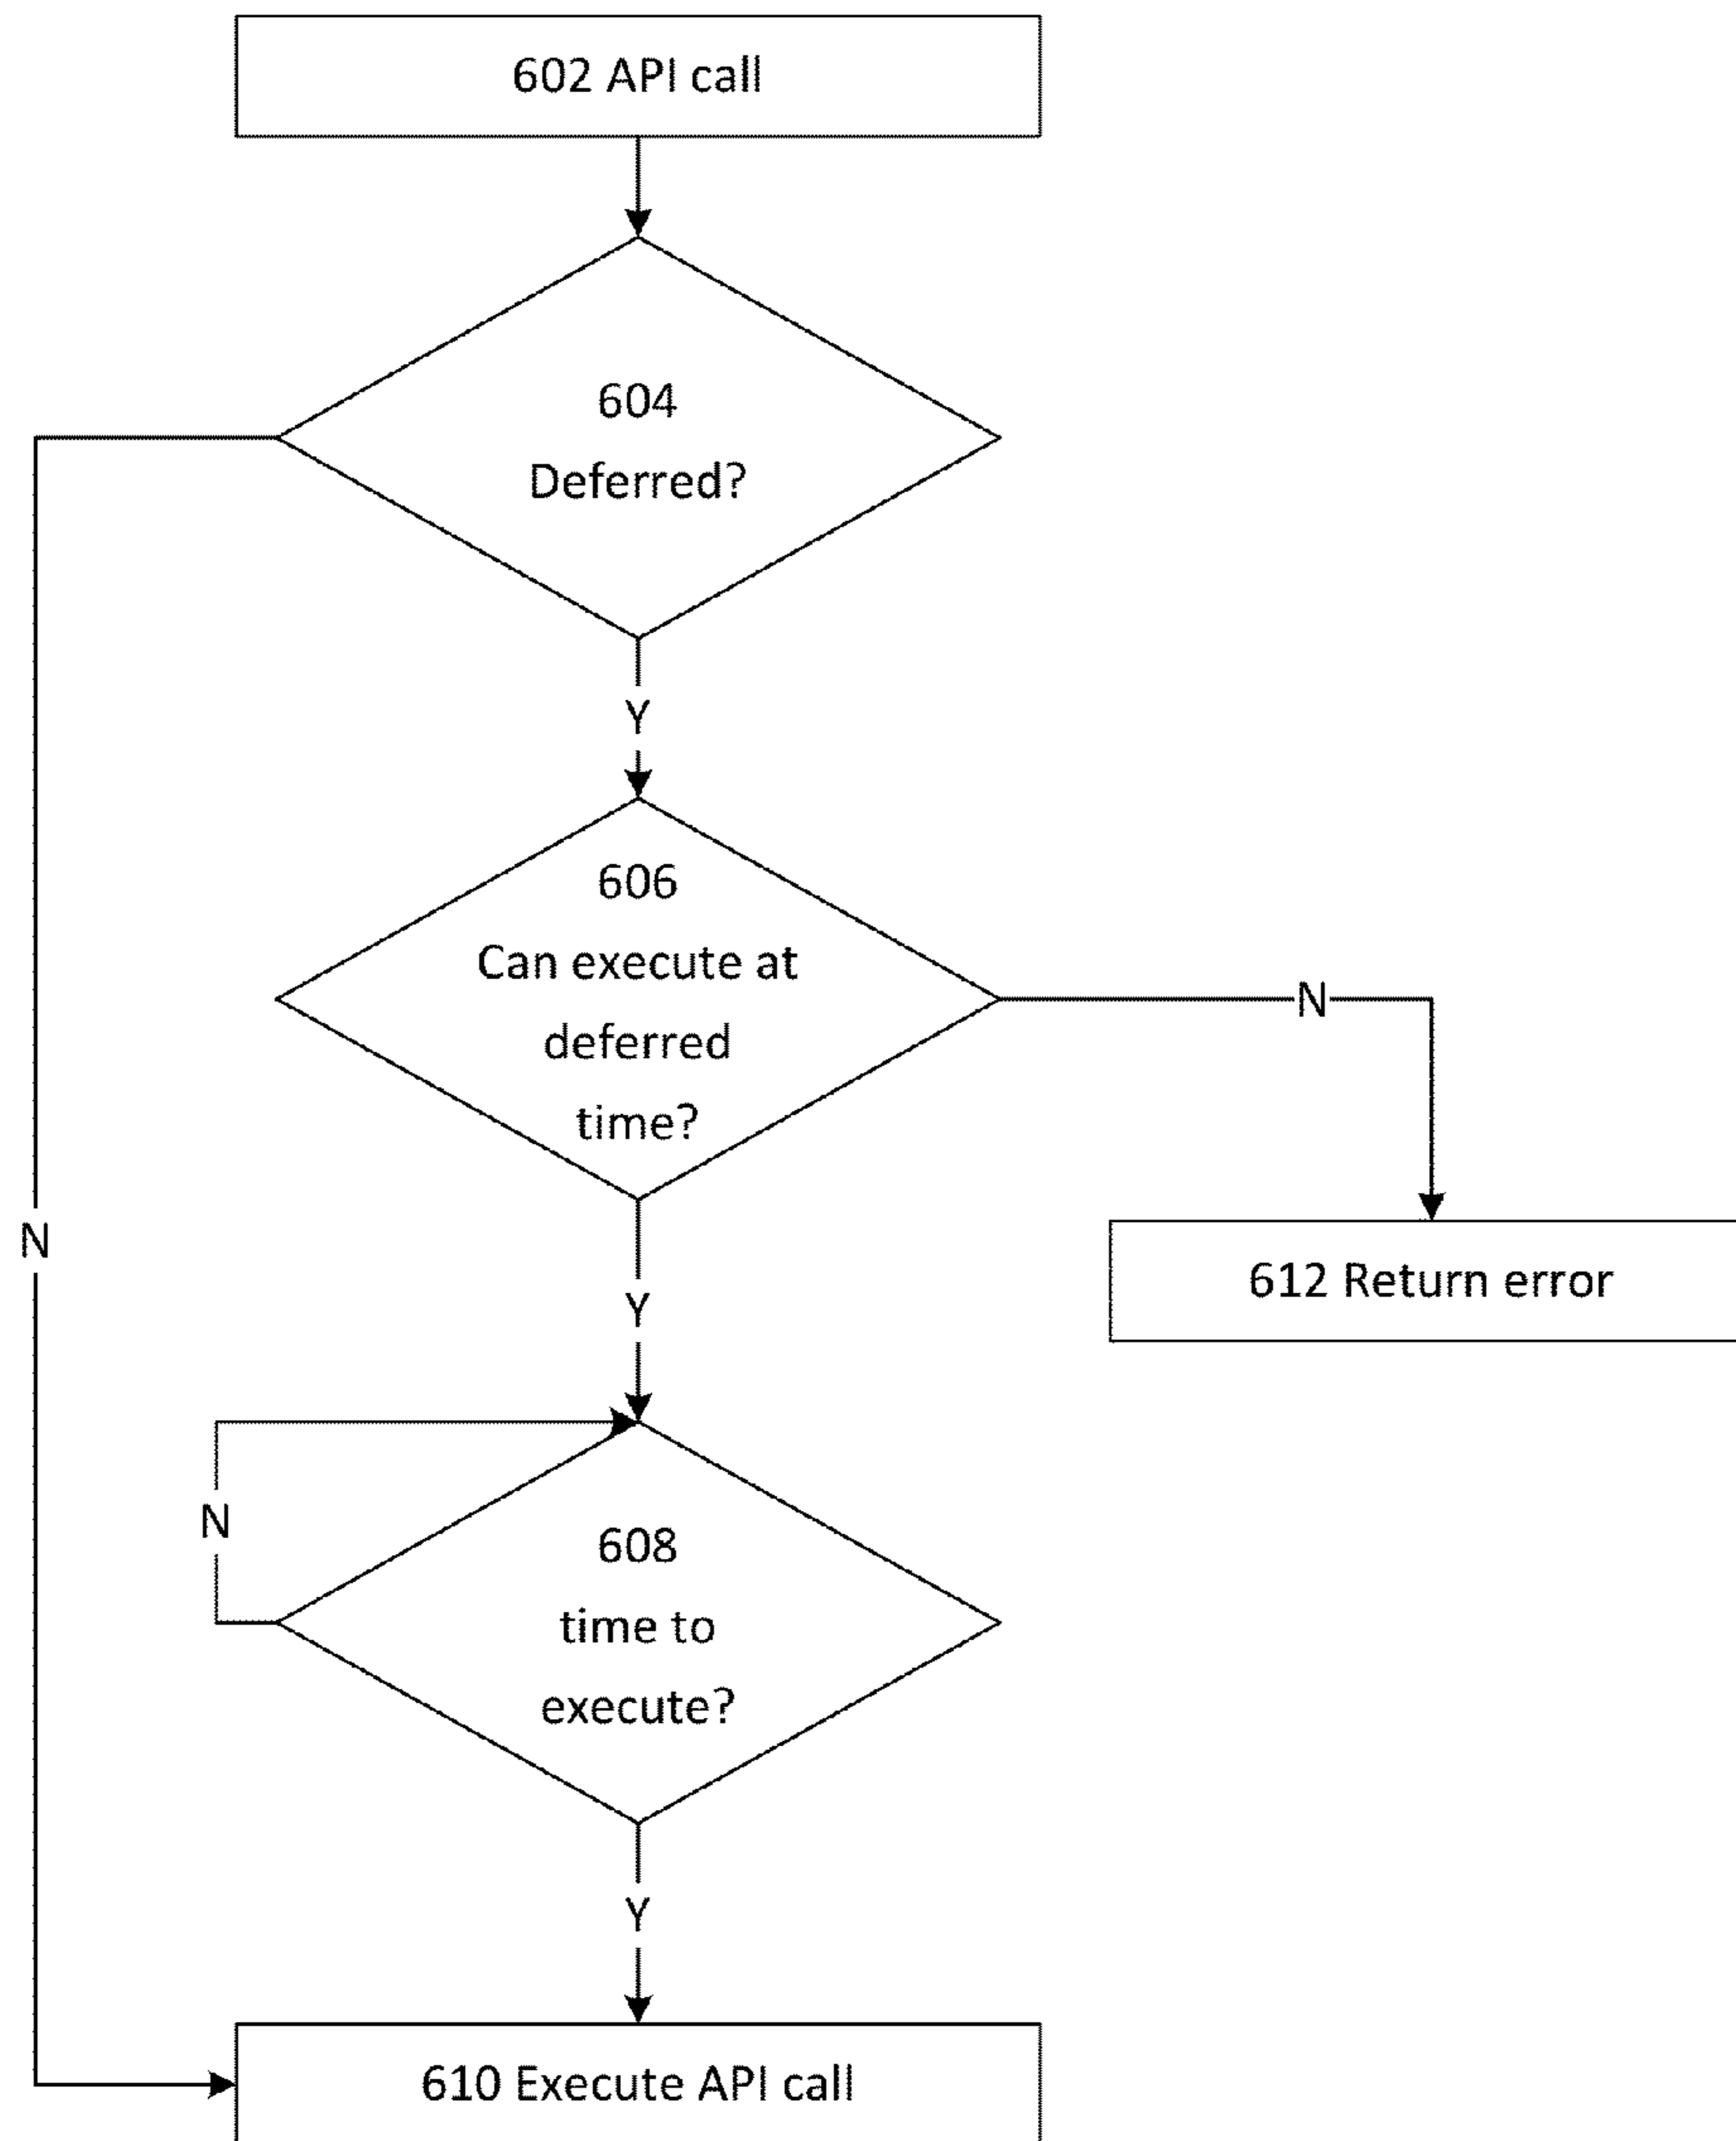 602 API call
604
Deferred?
Y
606
Can execute at
deferred
time?
N
N
612 Return error
Y
N
608
time to
execute?
Y
610 Execute API call